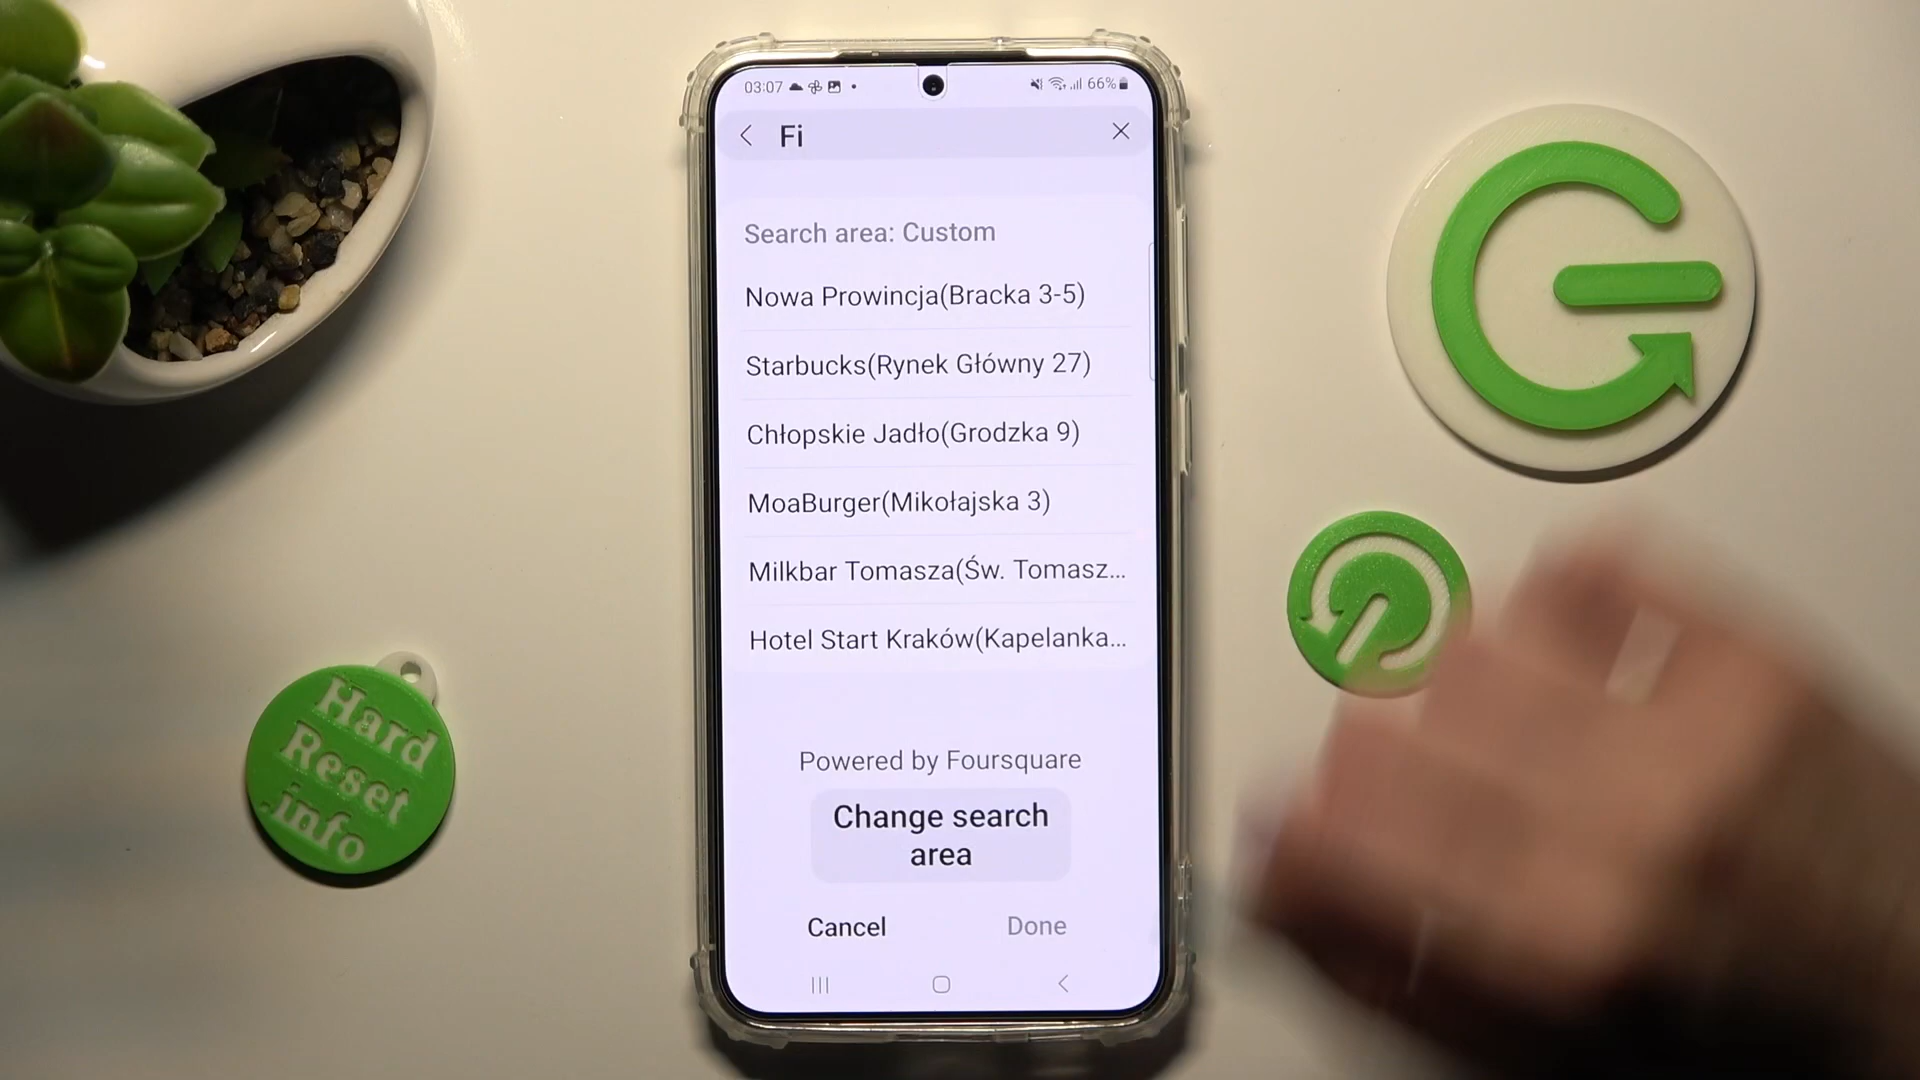 03:07
66%
Fi
Search area: Custom
Nowa Prowincja(Bracka 3-5)
Starbucks(Rynek Główny 27)
Chłopskie Jadło(Grodzka 9)
MoaBurger(Mikołajska 3)
Milkbar Tomasza(Św. Tomasz...
Hotel Start Kraków(Kapelanka...
Powered by Foursquare
Change search
area
Cancel
Done
Hard
Reset
.info